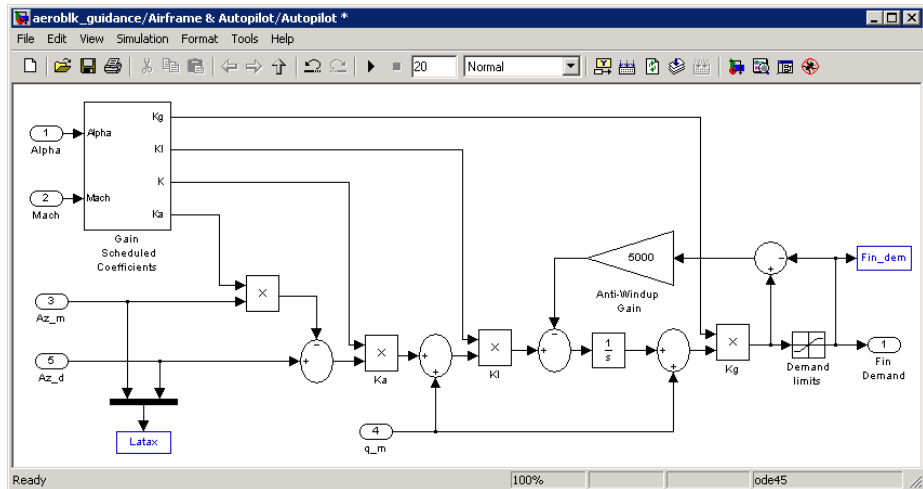 aeroblk_guidance/Airframe & Autopilot/Autopilot *
File Edit View Simulation Format Tools Help
20 Normal
Kg
1 Alpha
Alpha
KI
K
2 Mach
Mach
Ka
Gain
Scheduled
Coefficients
5000
Anti-Windup
Gain
Fin_dem
3
Az_m
5
Az_d
Ka
KI
1
s
Kg
Demand
limits
1
Fin
Demand
Latax
4
q_m
Ready 100% ode45